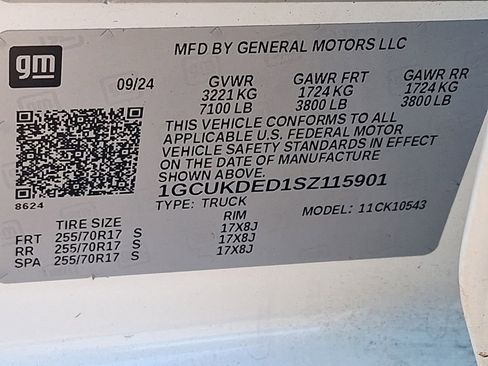 gm
MFD BY GENERAL MOTORS LLC
09/24 GVWR GAWR FRT GAWR RR
3221 KG 1724 KG 1724 KG
7100 LB 3800 LB 3800 LB
THIS VEHICLE CONFORMS TO ALL
APPLICABLE U.S. FEDERAL MOTOR
VEHICLE SAFETY STANDARDS IN EFFECT
ON THE DATE OF MANUFACTURE
SHOWN ABOVE.
1GCUKDED1SZ115901
8624
TYPE: TRUCK MODEL: 11CK10543
TIRE SIZE RIM
FRT 255/70R17 S 17X8J
RR 255/70R17 S 17X8J
SPA 255/70R17 S 17X8J